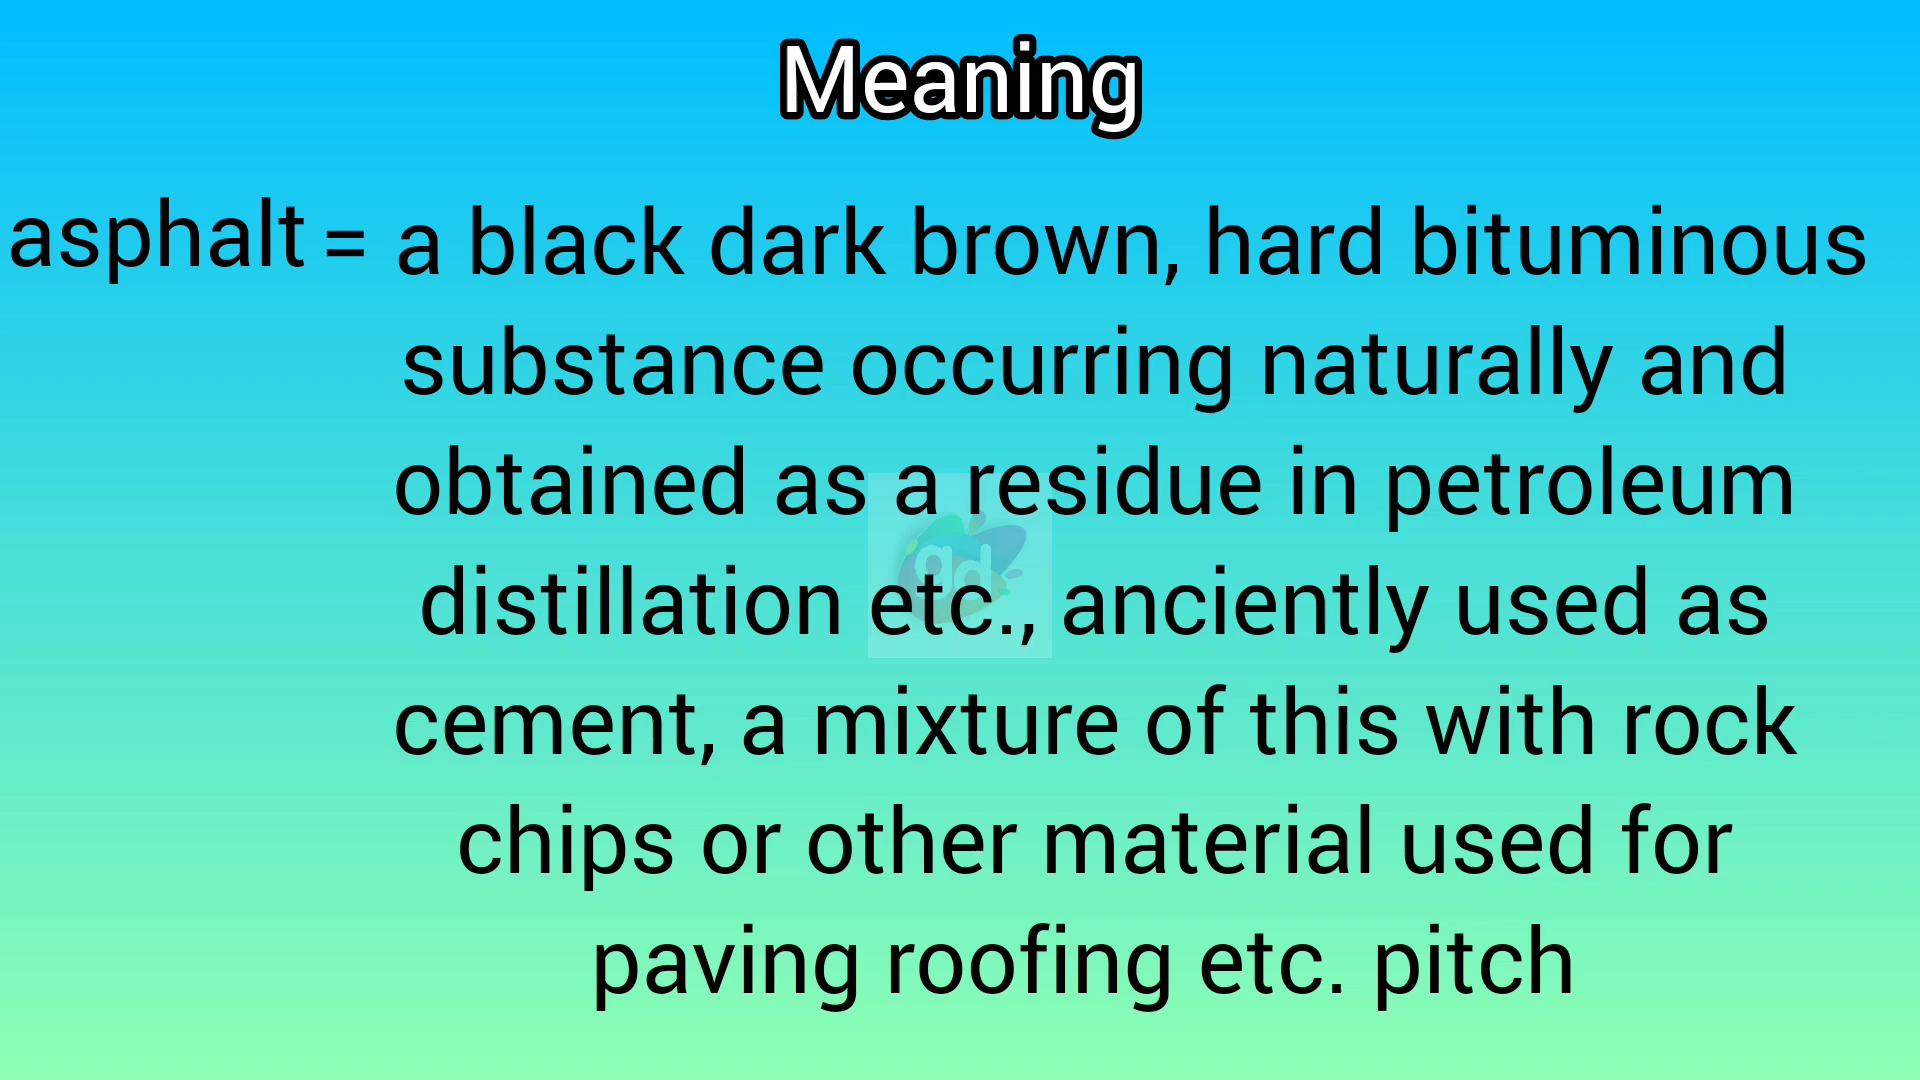 Meaning
asphalt = a black dark brown, hard bituminous
substance occurring naturally and
obtained as a residue in petroleum
distillation etc., anciently used as
cement, a mixture of this with rock
chips or other material used for
paving roofing etc. pitch
gd